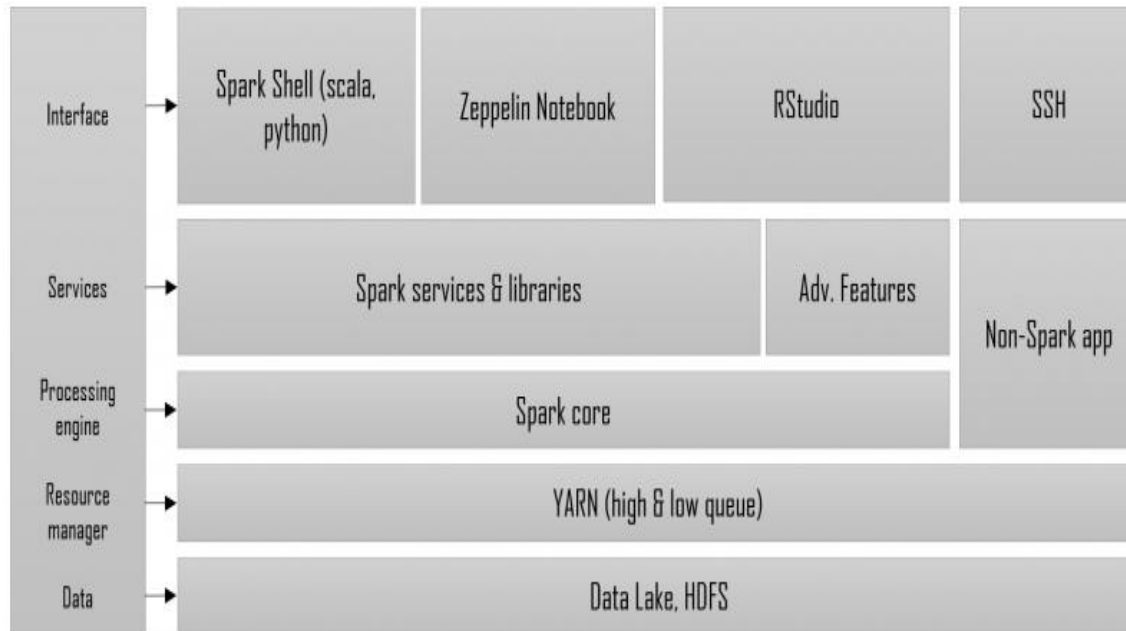 Interface
Spark Shell (scala,
python)
Zeppelin Notebook
RStudio
SSH
Services
Spark services & libraries
Adv. Features
Non-Spark app
Processing
engine
Spark core
Resource
manager
YARN (high & low queue)
Data
Data Lake, HDFS